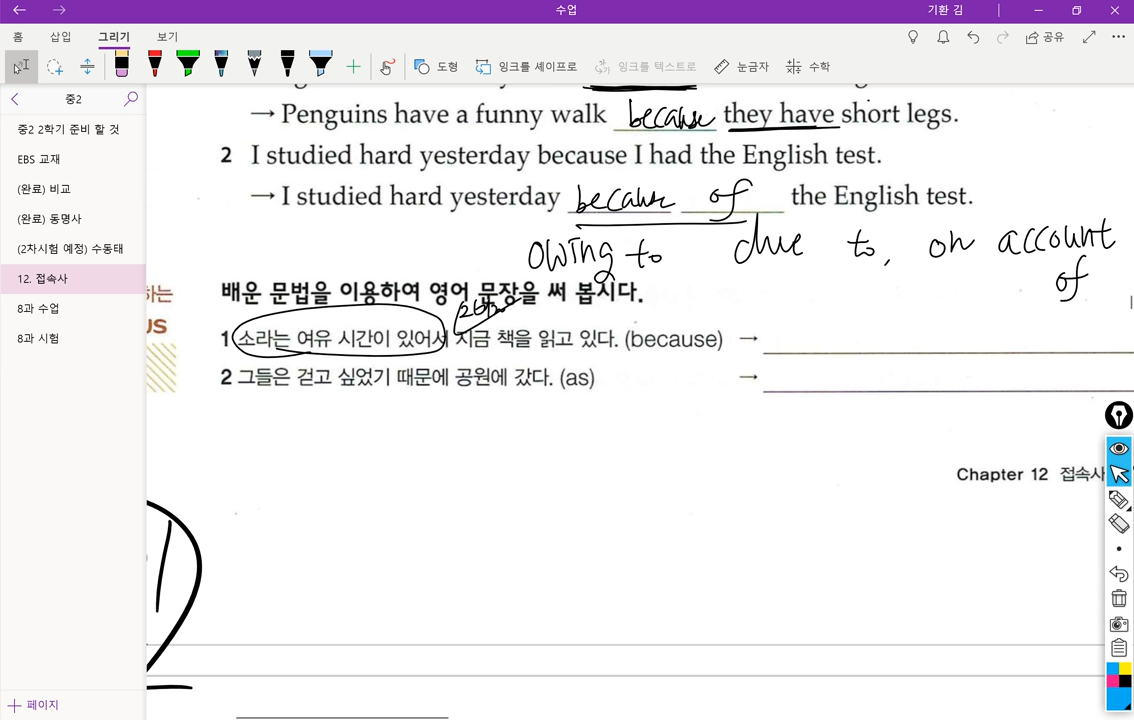 수업
기환 김
홈 삽입 그리기 보기
공유
도형 잉크를 셰이프로 잉크를 텍스트로 눈금자 수학
중2
중2 2학기 준비 할 것
EBS 교재
(완료) 비교
(완료) 동명사
(2차시험 예정) 수동태
12. 접속사
8과 수업
8과 시험
페이지
→ Penguins have a funny walk because they have short legs.
2 I studied hard yesterday because I had the English test.
→ I studied hard yesterday because of the English test.
owing to due to, on account of
하는
US
배운 문법을 이용하여 영어 문장을 써 봅시다.
1 소라는 여유 시간이 있어서 지금 책을 읽고 있다. (because) →
2 그들은 걷고 싶었기 때문에 공원에 갔다. (as) →
Chapter 12 접속사